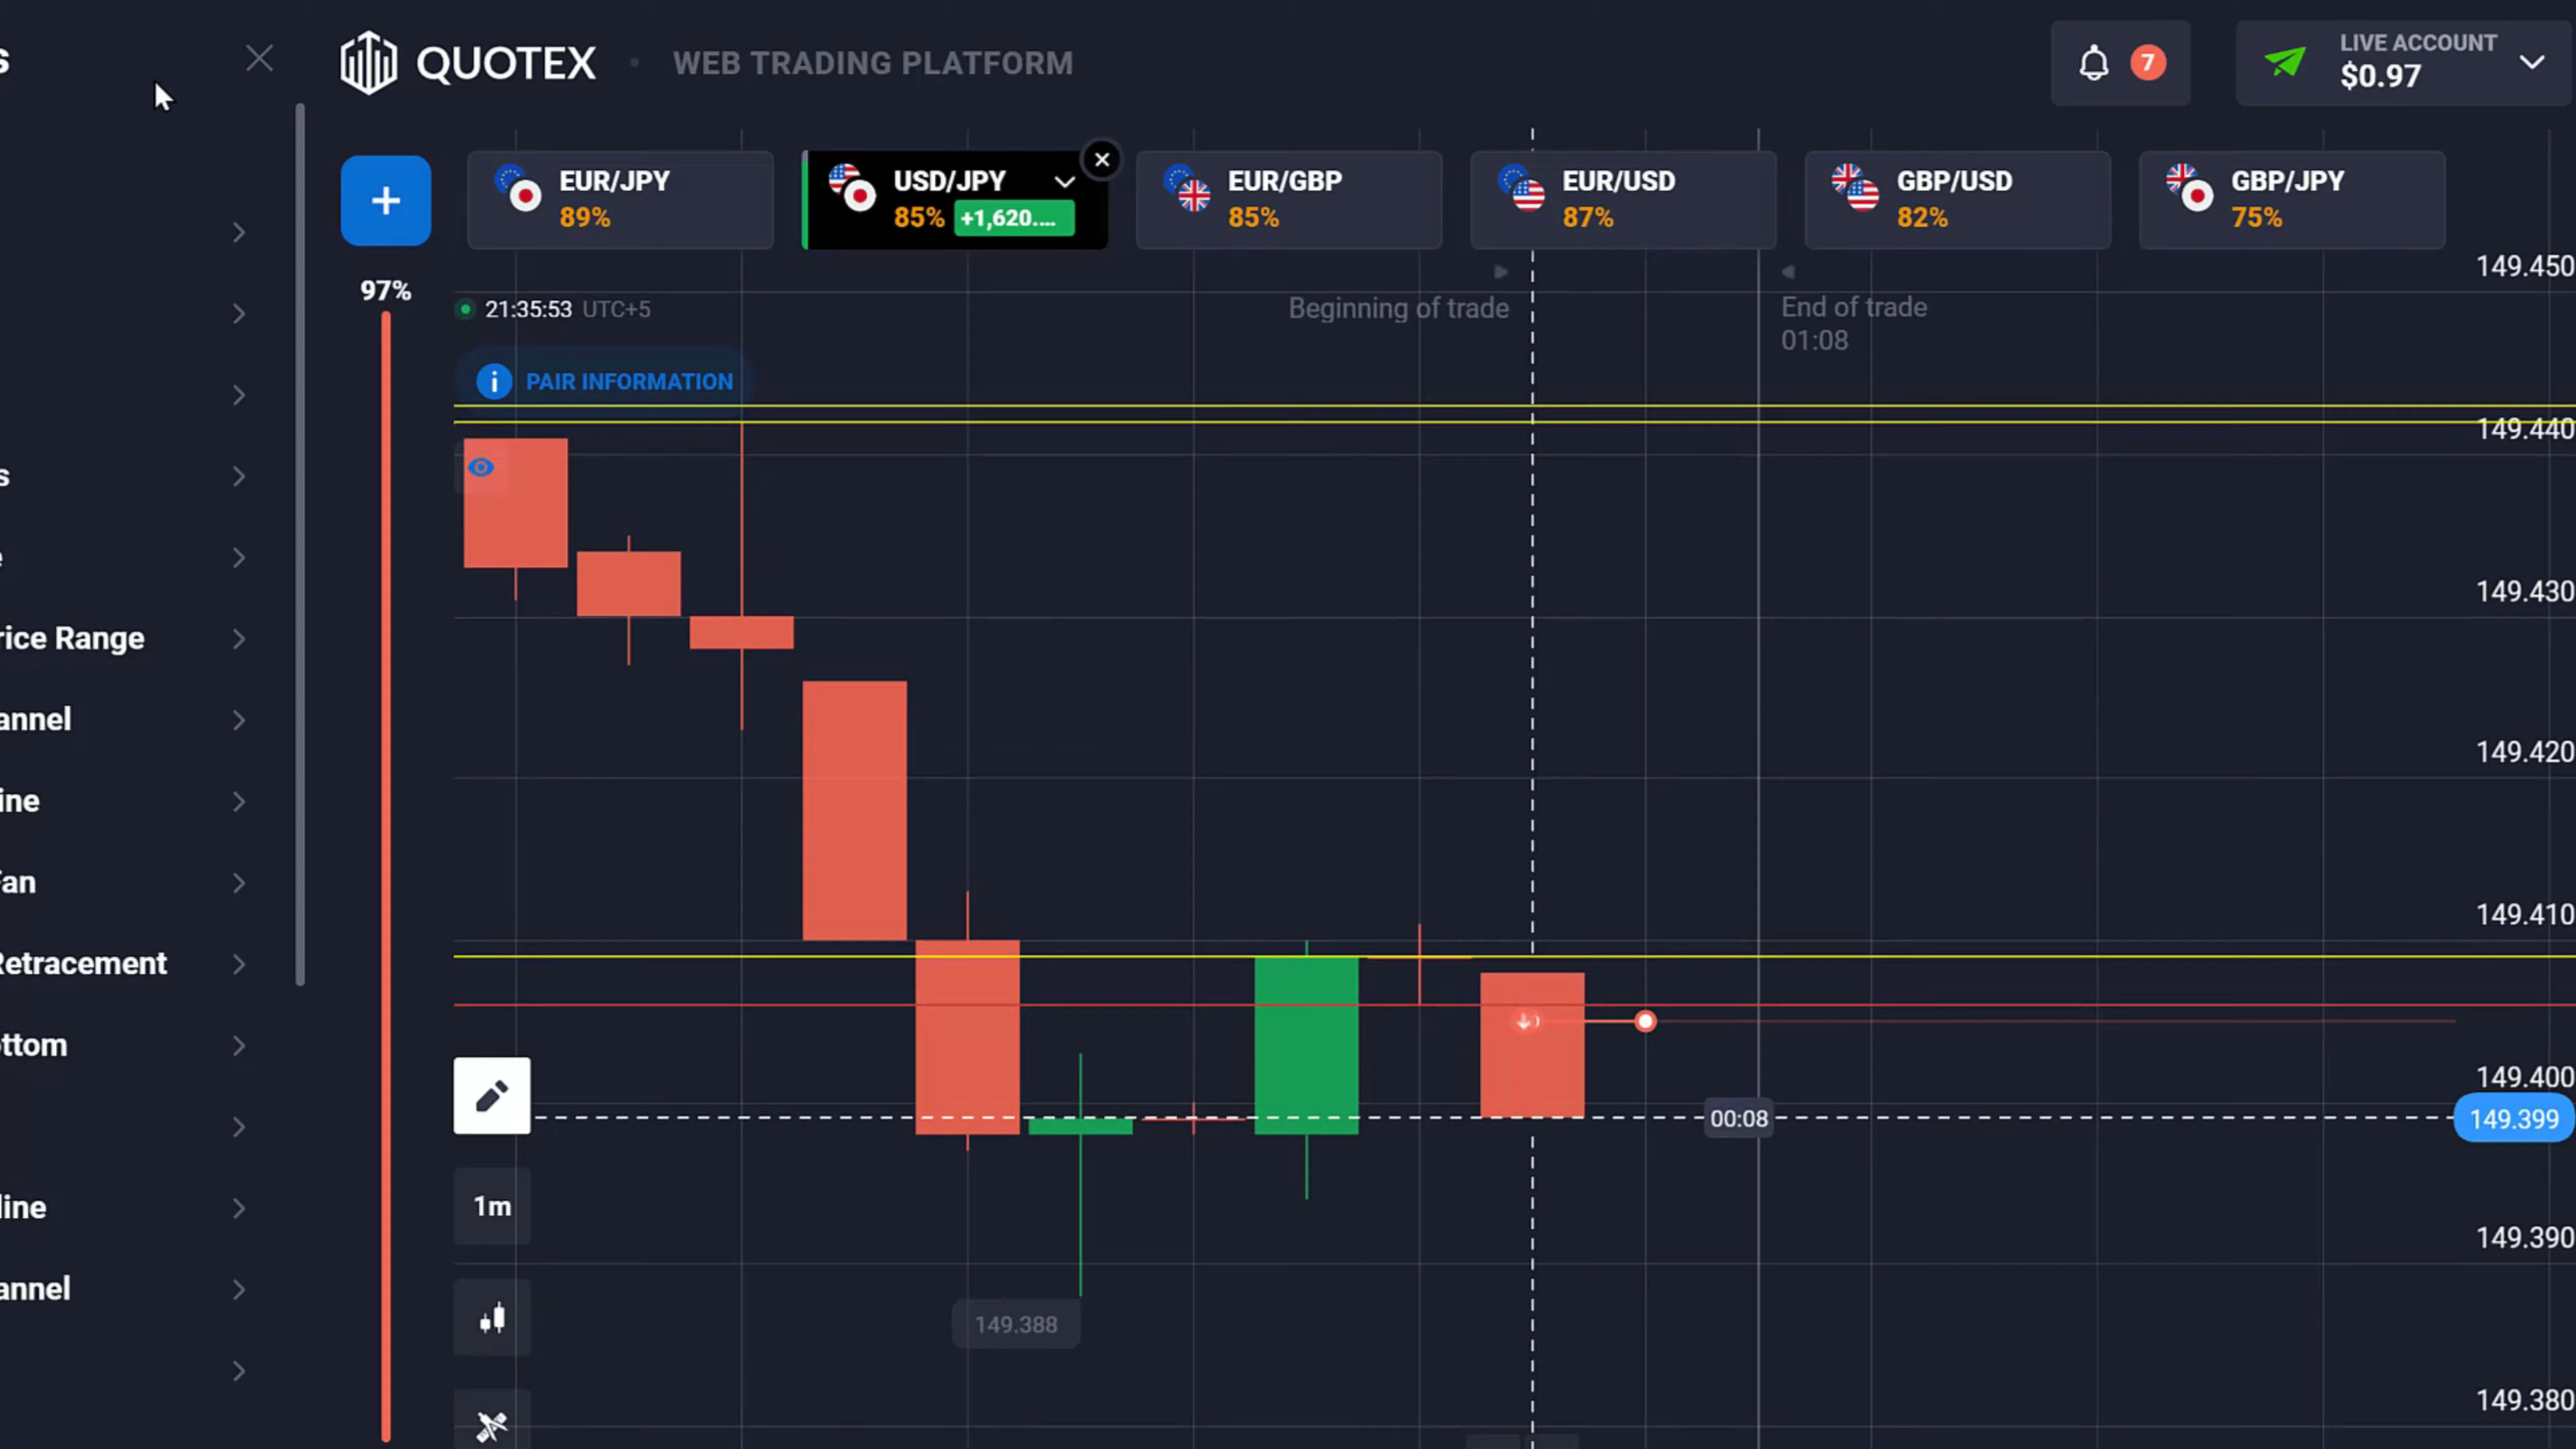 s
QUOTEX • WEB TRADING PLATFORM
7
LIVE ACCOUNT
$0.97
+
EUR/JPY
89%
USD/JPY
85% +1,620....
EUR/GBP
85%
EUR/USD
87%
GBP/USD
82%
GBP/JPY
75%
97%
21:35:53 UTC+5
Beginning of trade
End of trade
01:08
PAIR INFORMATION
149.450
149.440
149.430
149.420
149.410
149.400
149.399
149.390
149.380
00:08
149.388
1m
s
e
rice Range
annel
ine
Fan
Retracement
ottom
line
annel